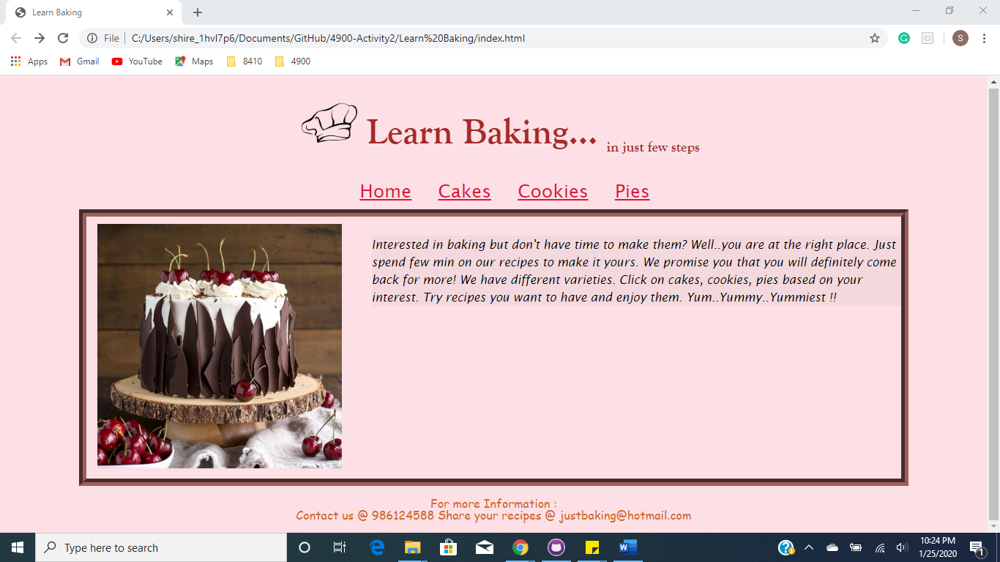 Learn Baking
File
C:/Users/shire_1hvl7p6/Documents/GitHub/4900-Activity2/Learn%20Baking/index.html
S
Apps Gmail YouTube Maps 8410 4900
Learn Baking... in just few steps
Home Cakes Cookies Pies
Interested in baking but don't have time to make them? Well..you are at the right place. Just
spend few min on our recipes to make it yours. We promise you that you will definitely come
back for more! We have different varieties. Click on cakes, cookies, pies based on your
interest. Try recipes you want to have and enjoy them. Yum..Yummy..Yummiest !!
For more Information :
Contact us @ 986124588 Share your recipes @ justbaking@hotmail.com
Type here to search
10:24 PM
1/25/2020
1